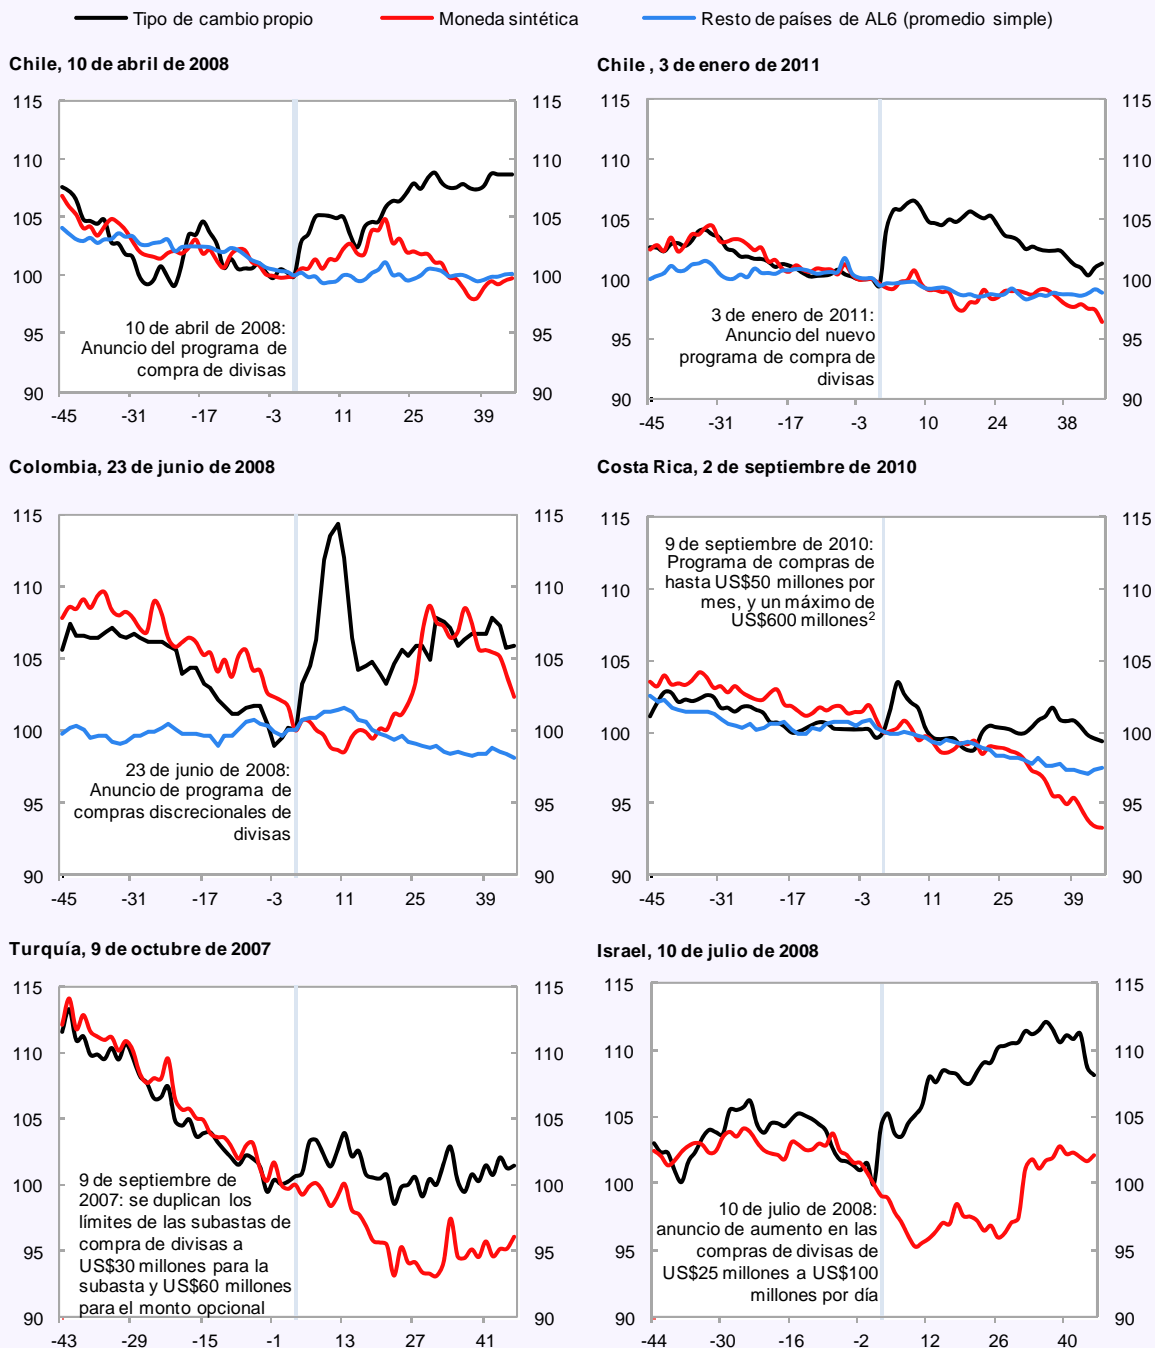 Tipo de cambio propio
Moneda sintética
Resto de países de AL6 (promedio simple)
Chile, 10 de abril de 2008
115 115
110 110
105 105
100 100
95 95
90 90
10 de abril de 2008:
Anuncio del programa de
compra de divisas
-45 -31 -17 -3 11 25 39
Chile , 3 de enero de 2011
115 115
110 110
105 105
100 100
95 95
90 90
3 de enero de 2011:
Anuncio del nuevo
programa de compra de
divisas
-45 -31 -17 -3 10 24 38
Colombia, 23 de junio de 2008
115 115
110 110
105 105
100 100
95 95
90 90
23 de junio de 2008:
Anuncio de programa de
compras discrecionales de
divisas
-45 -31 -17 -3 11 25 39
Costa Rica, 2 de septiembre de 2010
115 115
110 110
105 105
100 100
95 95
90 90
9 de septiembre de 2010:
Programa de compras de
hasta US$50 millones por
mes, y un máximo de
US$600 millones2
-45 -31 -17 -3 11 25 39
Turquía, 9 de octubre de 2007
115 115
110 110
105 105
100 100
95 95
90 90
9 de septiembre de
2007: se duplican los
límites de las subastas de
compra de divisas a
US$30 millones para la
subasta y US$60 millones
para el monto opcional
-43 -29 -15 -1 13 27 41
Israel, 10 de julio de 2008
115 115
110 110
105 105
100 100
95 95
90 90
10 de julio de 2008:
anuncio de aumento en las
compras de divisas de
US$25 millones a US$100
millones por día
-44 -30 -16 -2 12 26 40